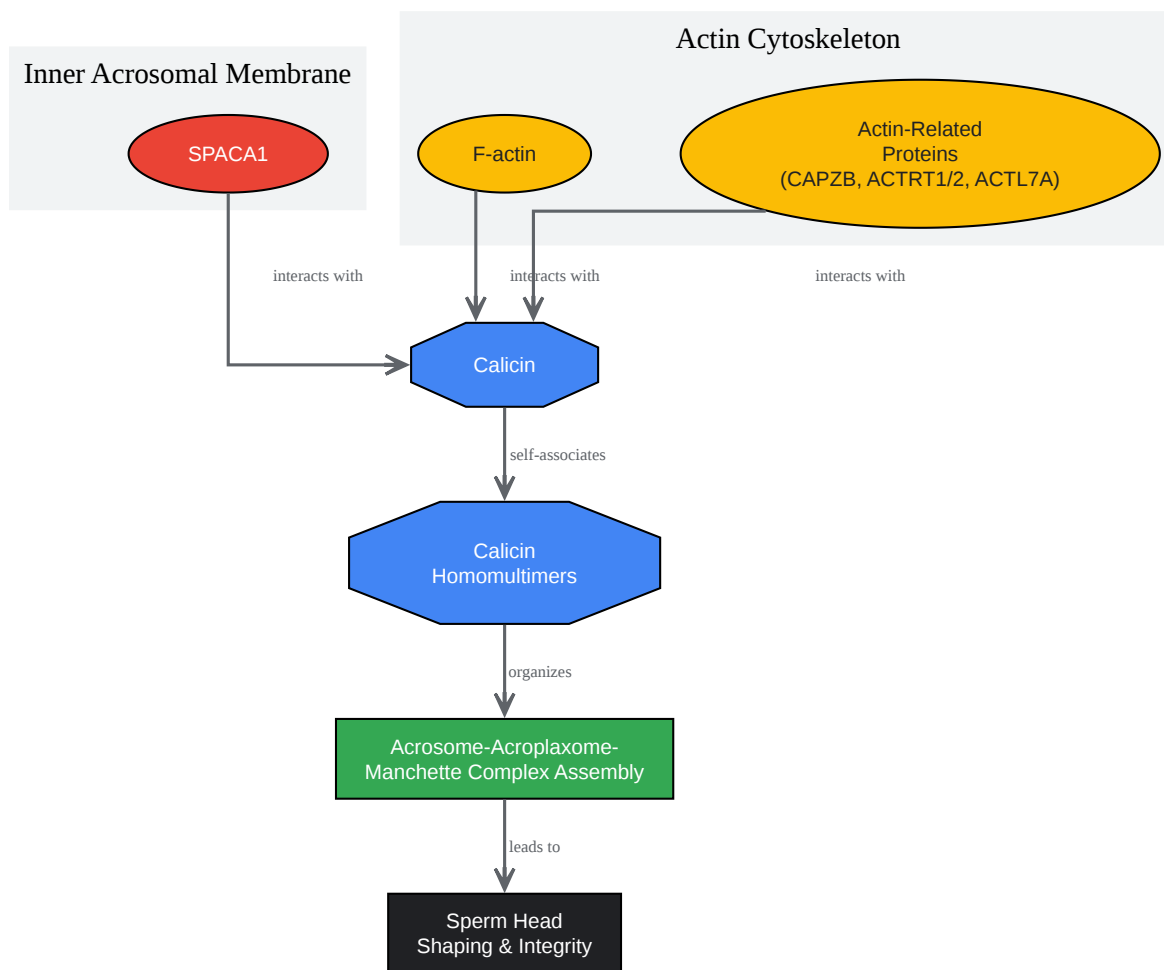 Actin Cytoskeleton
Inner Acrosomal Membrane
SPACA1
F-actin
Actin-Related
Proteins
(CAPZB, ACTRT1/2, ACTL7A)
interacts with
interacts with
interacts with
Calicin
self-associates
Calicin
Homomultimers
organizes
Acrosome-Acroplaxome-
Manchette Complex Assembly
leads to
Sperm Head
Shaping & Integrity